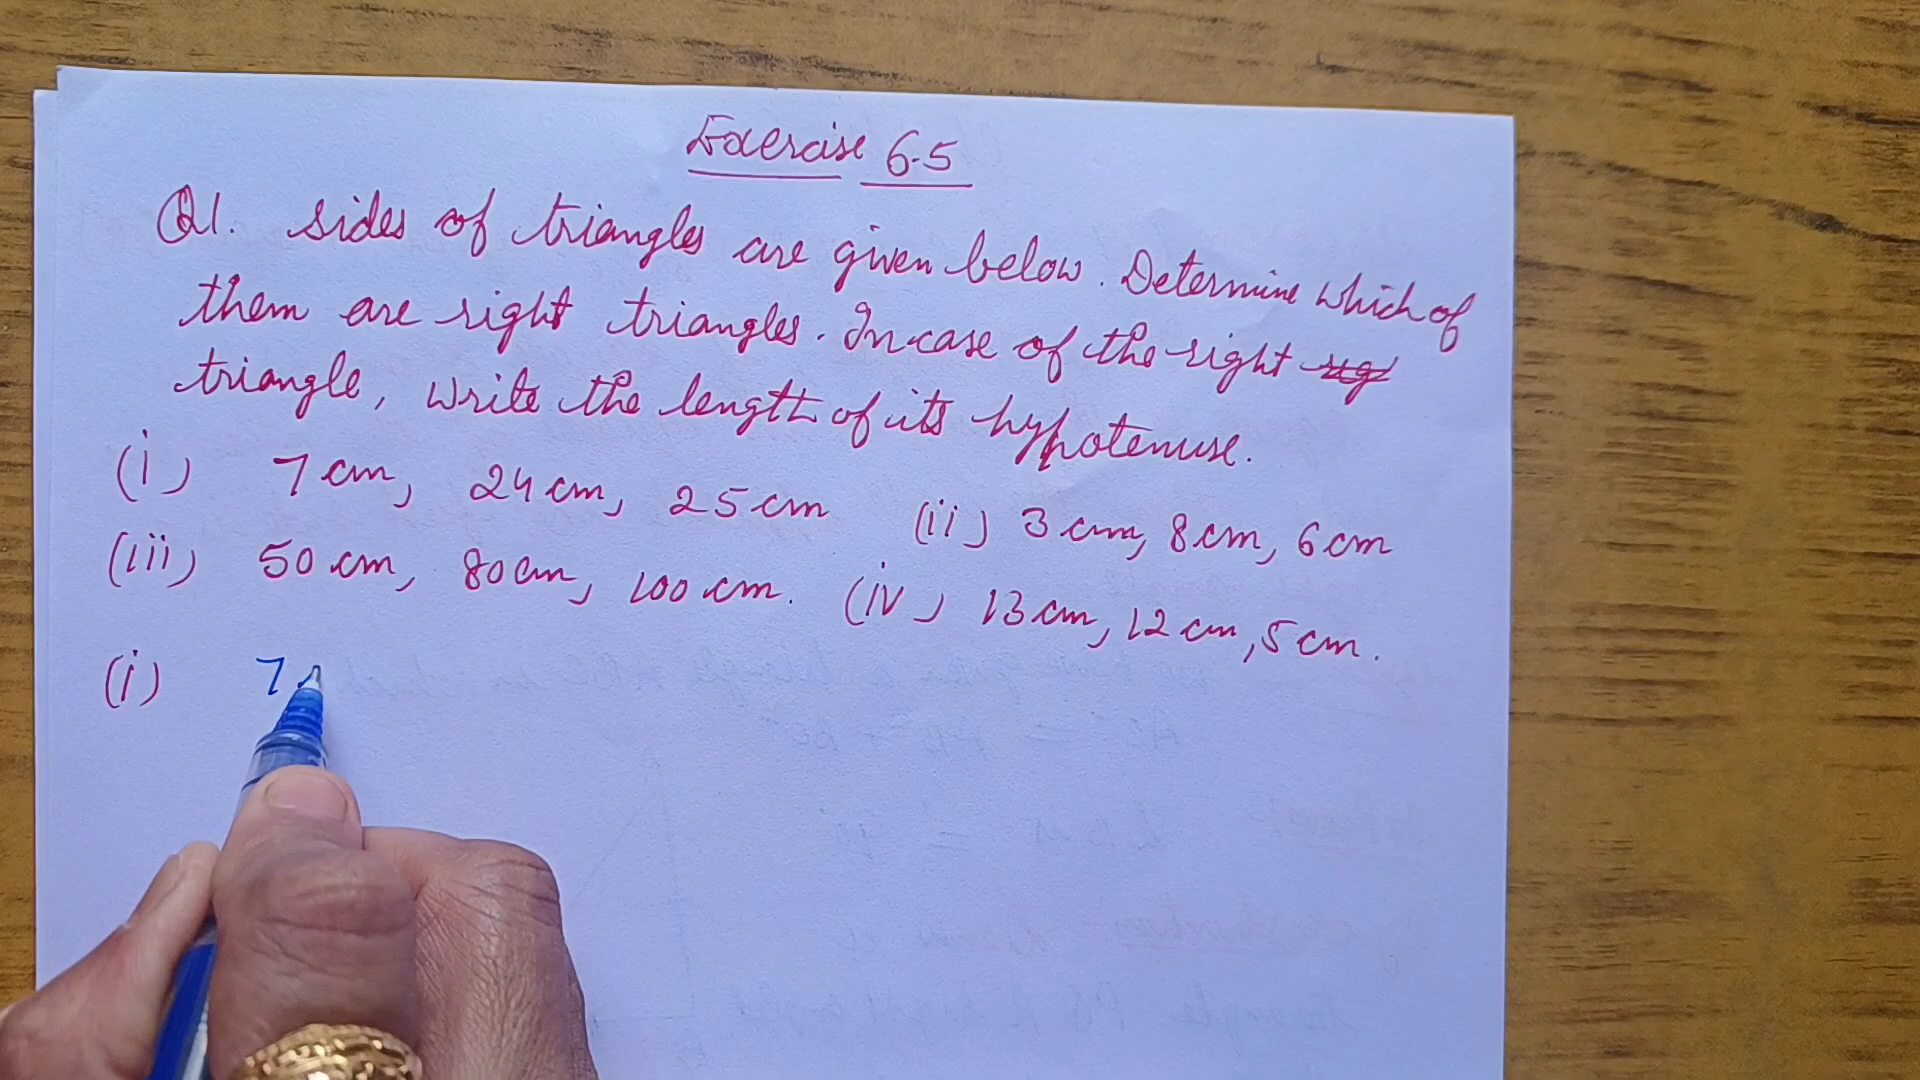 Exercise 6.5
Q1. sides of triangles are given below. Determine which of
them are right triangles. In case of the right rig
triangle, write the length of its hypotenuse.
(i) 7 cm, 24 cm, 25 cm (ii) 3 cm, 8 cm, 6 cm
(iii) 50 cm, 80 cm, 100 cm. (iv) 13 cm, 12 cm, 5 cm.
(i) 7